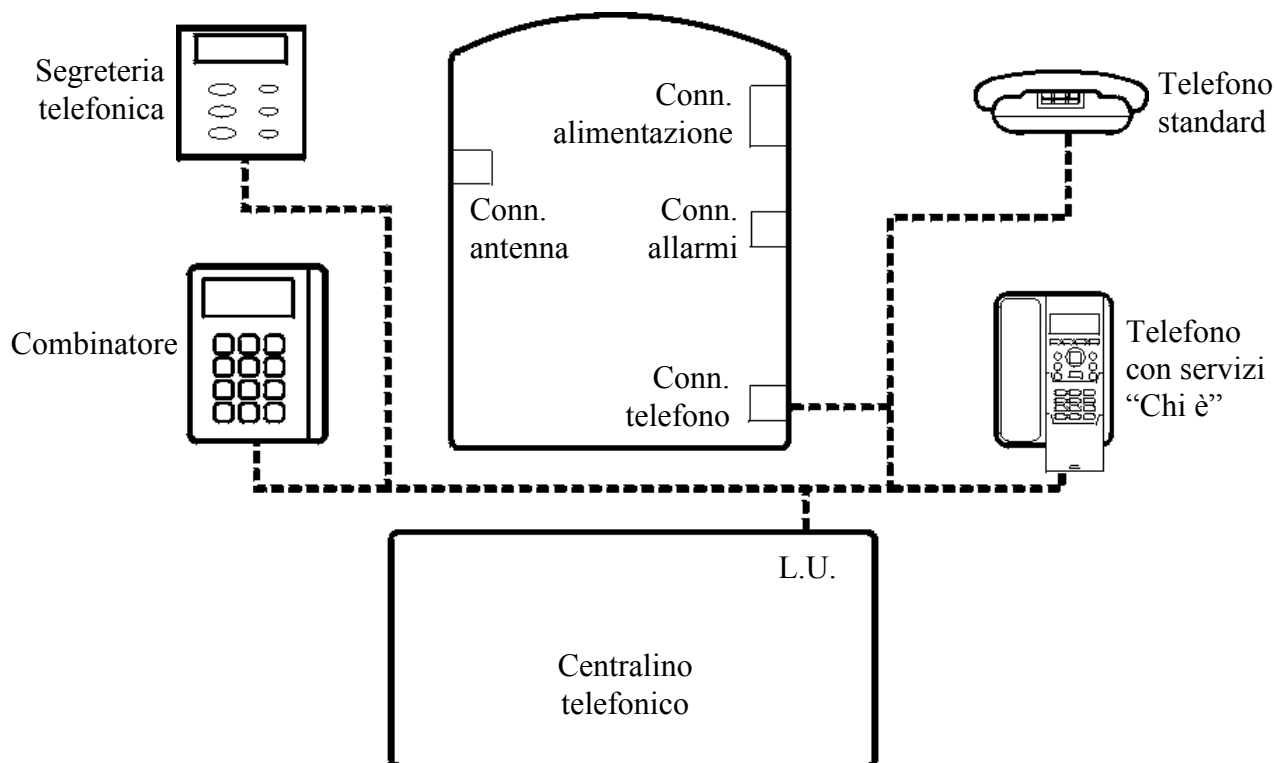 Segreteria
telefonica
Conn.
alimentazione
Telefono
standard
Conn.
antenna
Conn.
allarmi
Combinatore
Telefono
con servizi
“Chi è”
Conn.
telefono
L.U.
Centralino
telefonico